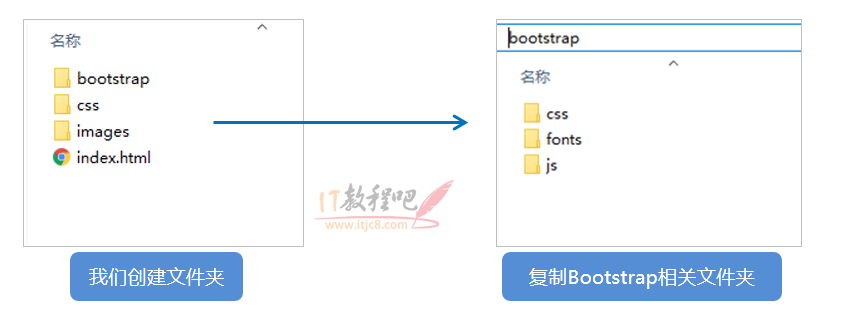 名称
bootstrap
css
images
index.html
bootstrap
名称
css
fonts
js
IT教程吧
www.itjc8.com
我们创建文件夹
复制Bootstrap相关文件夹